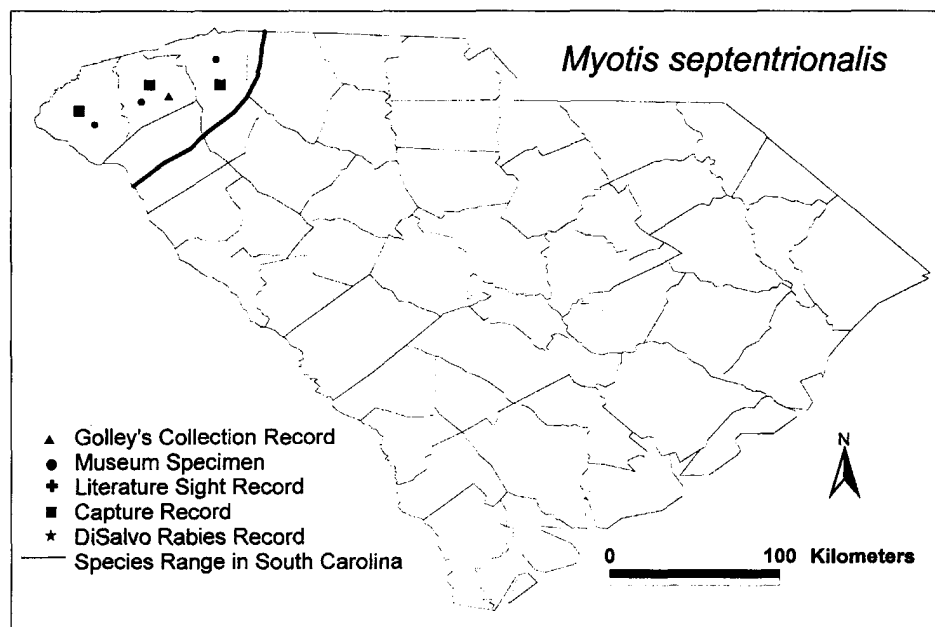 Myotis septentrionalis
Golley's Collection Record
Museum Specimen
Literature Sight Record
Capture Record
DiSalvo Rabies Record
Species Range in South Carolina
N
0 100 Kilometers